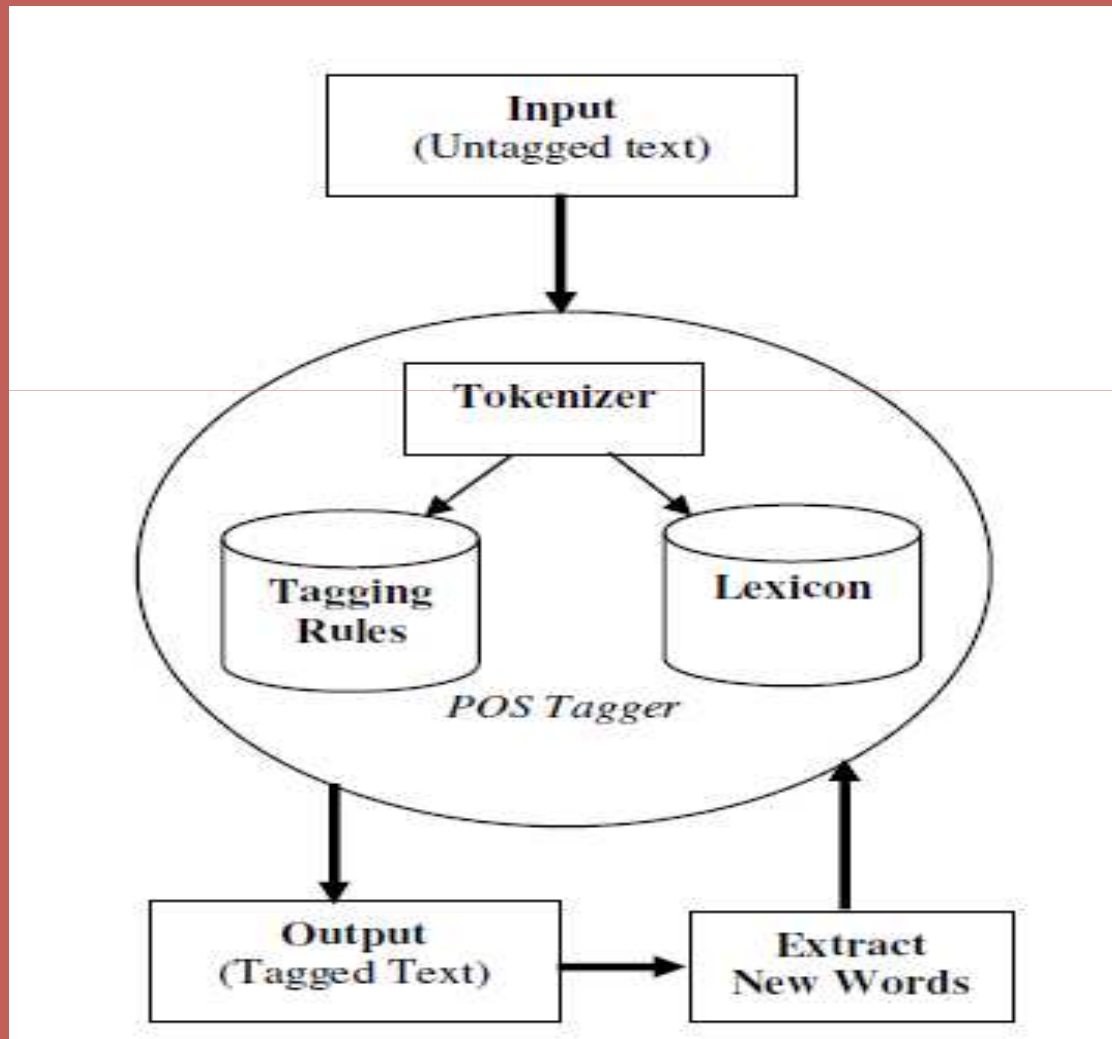 Input
(Untagged text)
Tokenizer
Tagging
Rules
Lexicon
POS Tagger
Output
(Tagged Text)
Extract
New Words